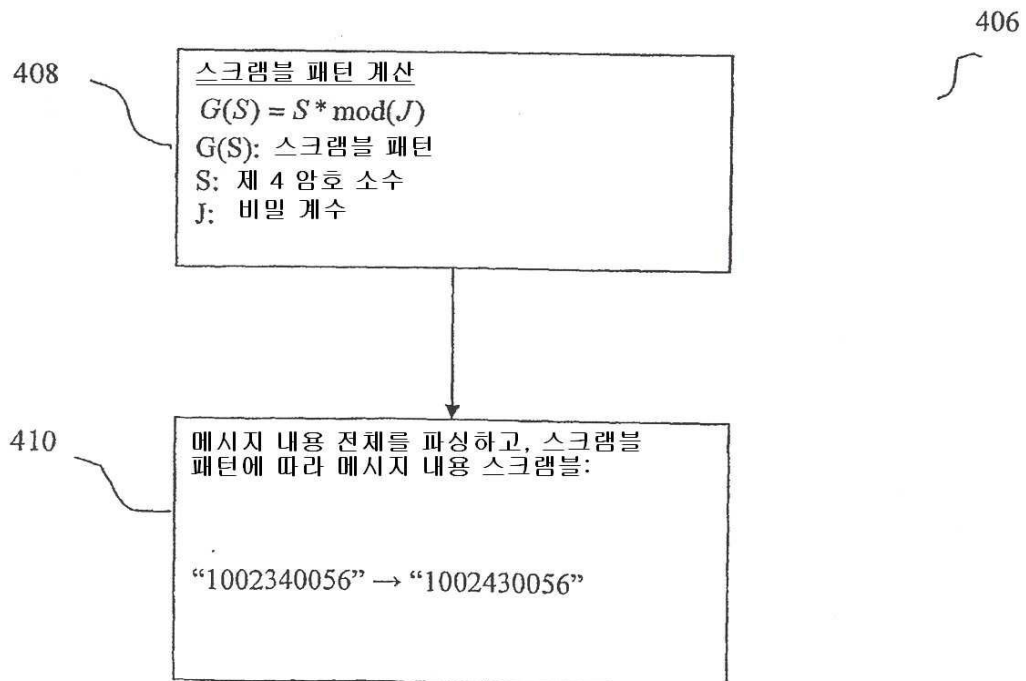 406
408
스크램블 패턴 계산
G(S) = S * mod(J)
G(S): 스크램블 패턴
S: 제 4 암호 소수
J: 비밀 계수
410
메시지 내용 전체를 파싱하고, 스크램블
패턴에 따라 메시지 내용 스크램블:
“1002340056” → “1002430056”